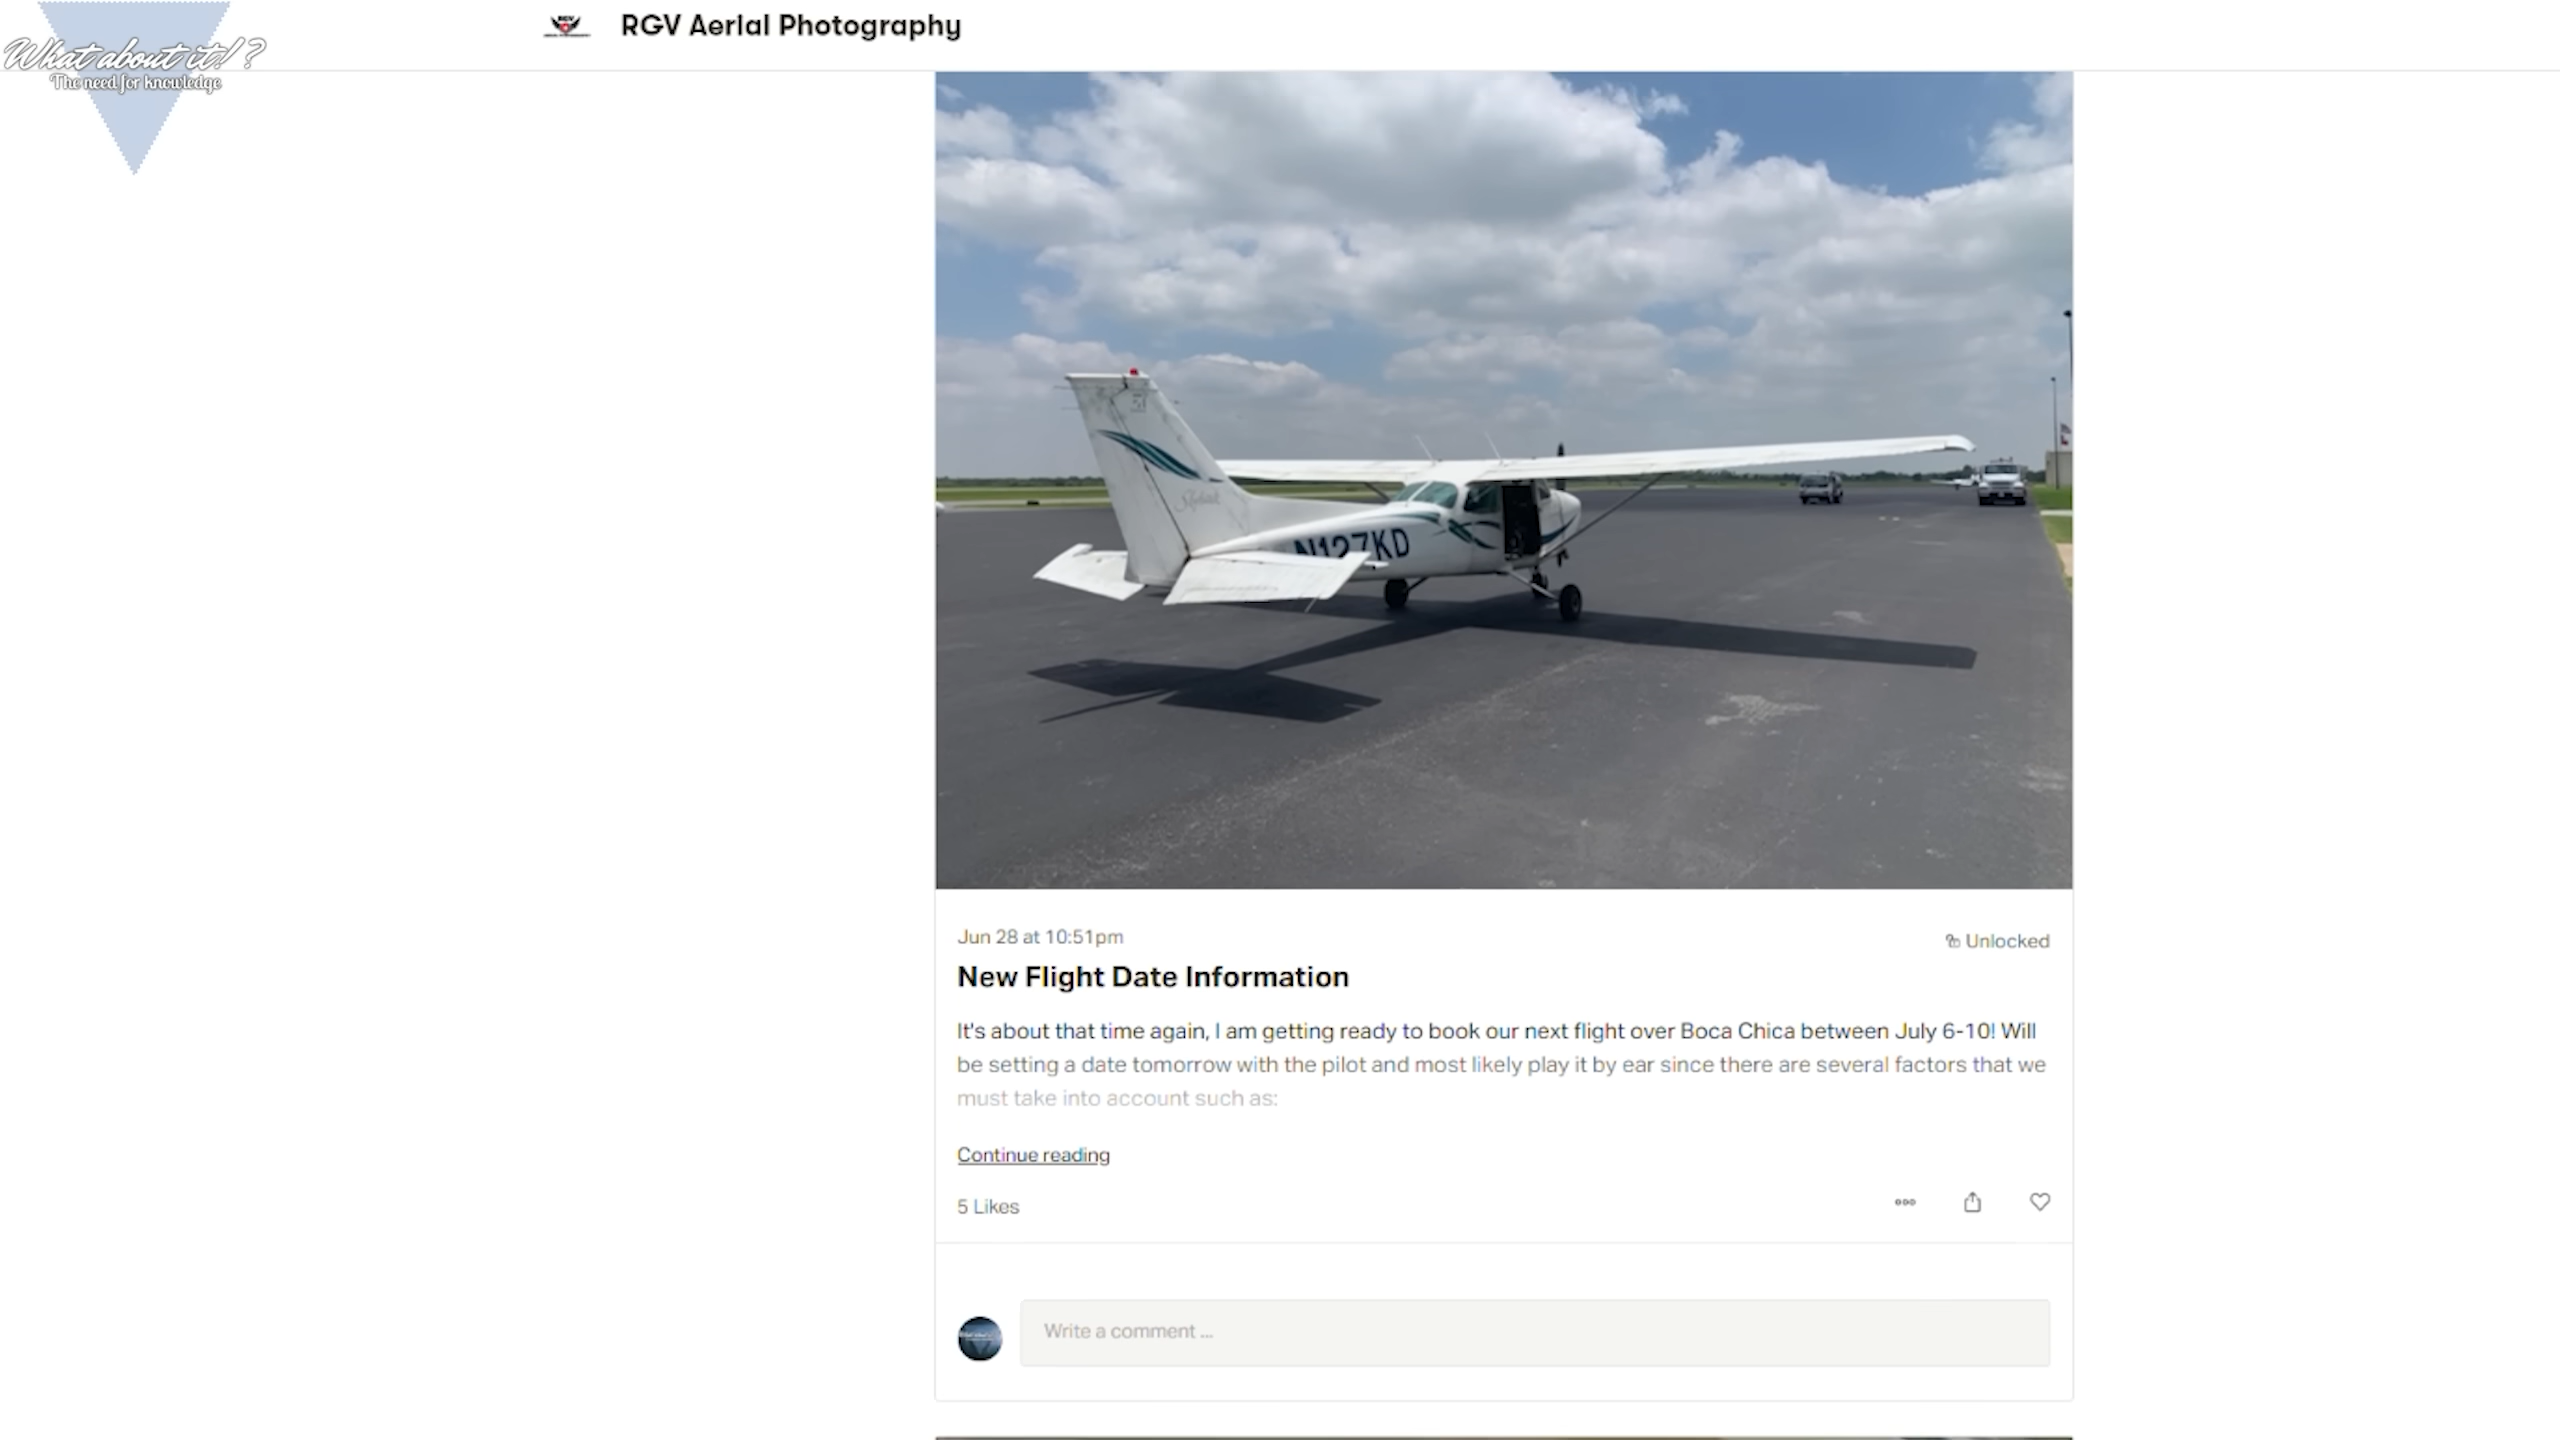 What about it!?
The need for knowledge
RGV
RGV Aerial Photography
Skyhawk
N127KD
Jun 28 at 10:51pm
Unlocked
New Flight Date Information
It's about that time again, I am getting ready to book our next flight over Boca Chica between July 6-10! Will
be setting a date tomorrow with the pilot and most likely play it by ear since there are several factors that we
must take into account such as:
Continue reading
5 Likes
Write a comment ...